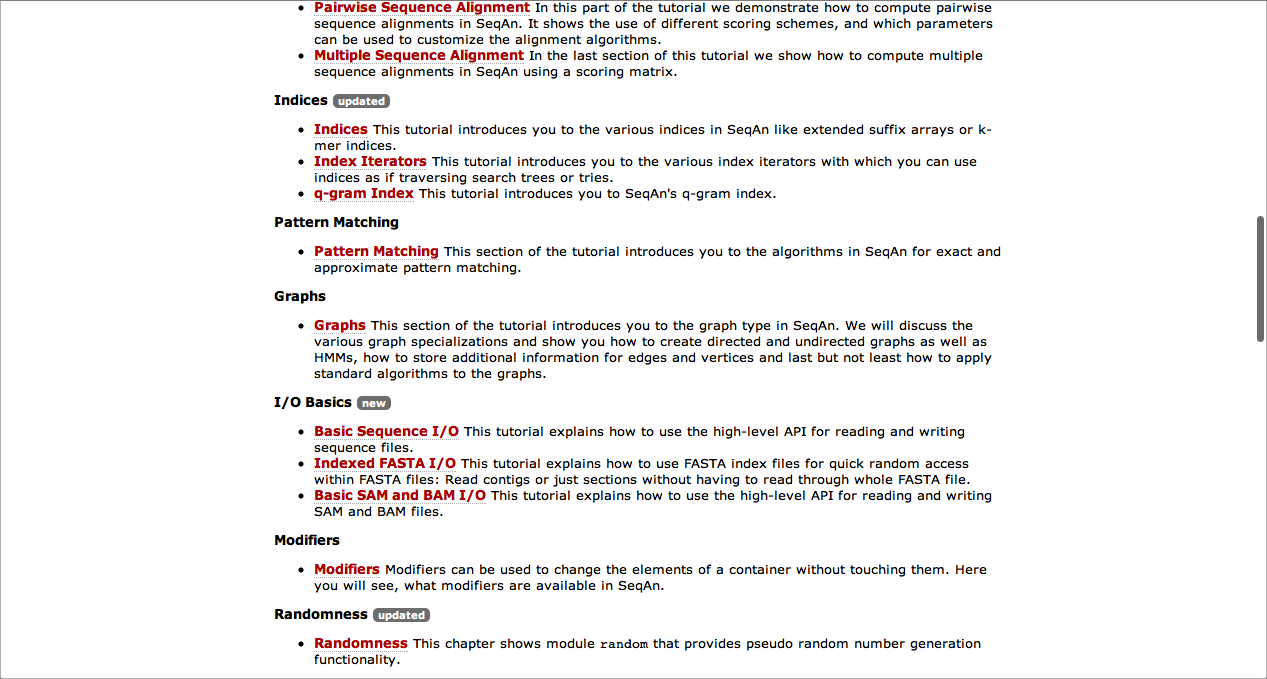 Pairwise Sequence Alignment In this part of the tutorial we demonstrate how to compute pairwise
sequence alignments in SeqAn. It shows the use of different scoring schemes, and which parameters
can be used to customize the alignment algorithms.
Multiple Sequence Alignment In the last section of this tutorial we show how to compute multiple
sequence alignments in SeqAn using a scoring matrix.
Indices updated
Indices This tutorial introduces you to the various indices in SeqAn like extended suffix arrays or k-
mer indices.
Index Iterators This tutorial introduces you to the various index iterators with which you can use
indices as if traversing search trees or tries.
q-gram Index This tutorial introduces you to SeqAn's q-gram index.
Pattern Matching
Pattern Matching This section of the tutorial introduces you to the algorithms in SeqAn for exact and
approximate pattern matching.
Graphs
Graphs This section of the tutorial introduces you to the graph type in SeqAn. We will discuss the
various graph specializations and show you how to create directed and undirected graphs as well as
HMMs, how to store additional information for edges and vertices and last but not least how to apply
standard algorithms to the graphs.
I/O Basics new
Basic Sequence I/O This tutorial explains how to use the high-level API for reading and writing
sequence files.
Indexed FASTA I/O This tutorial explains how to use FASTA index files for quick random access
within FASTA files: Read contigs or just sections without having to read through whole FASTA file.
Basic SAM and BAM I/O This tutorial explains how to use the high-level API for reading and writing
SAM and BAM files.
Modifiers
Modifiers Modifiers can be used to change the elements of a container without touching them. Here
you will see, what modifiers are available in SeqAn.
Randomness updated
Randomness This chapter shows module random that provides pseudo random number generation
functionality.